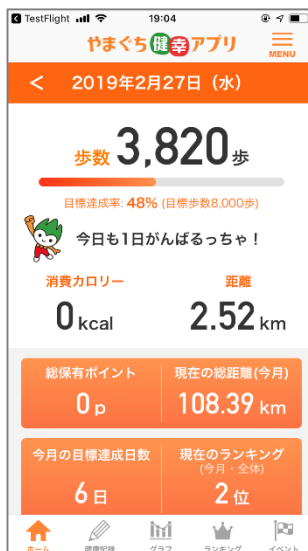 TestFlight 19:04
やまぐち健幸アプリ
MENU
< 2019年2月27日（水）
歩数 3,820 歩
目標達成率: 48% (目標歩数8,000歩)
今日も1日がんばるっちゃ！
消費カロリー 距離
0 kcal 2.52 km
総保有ポイント 現在の総距離(今月)
0 p 108.39 km
今月の目標達成日数 現在のランキング
(今月・全体)
6 日 2 位
ホーム 健康記録 グラフ ランキング イベント